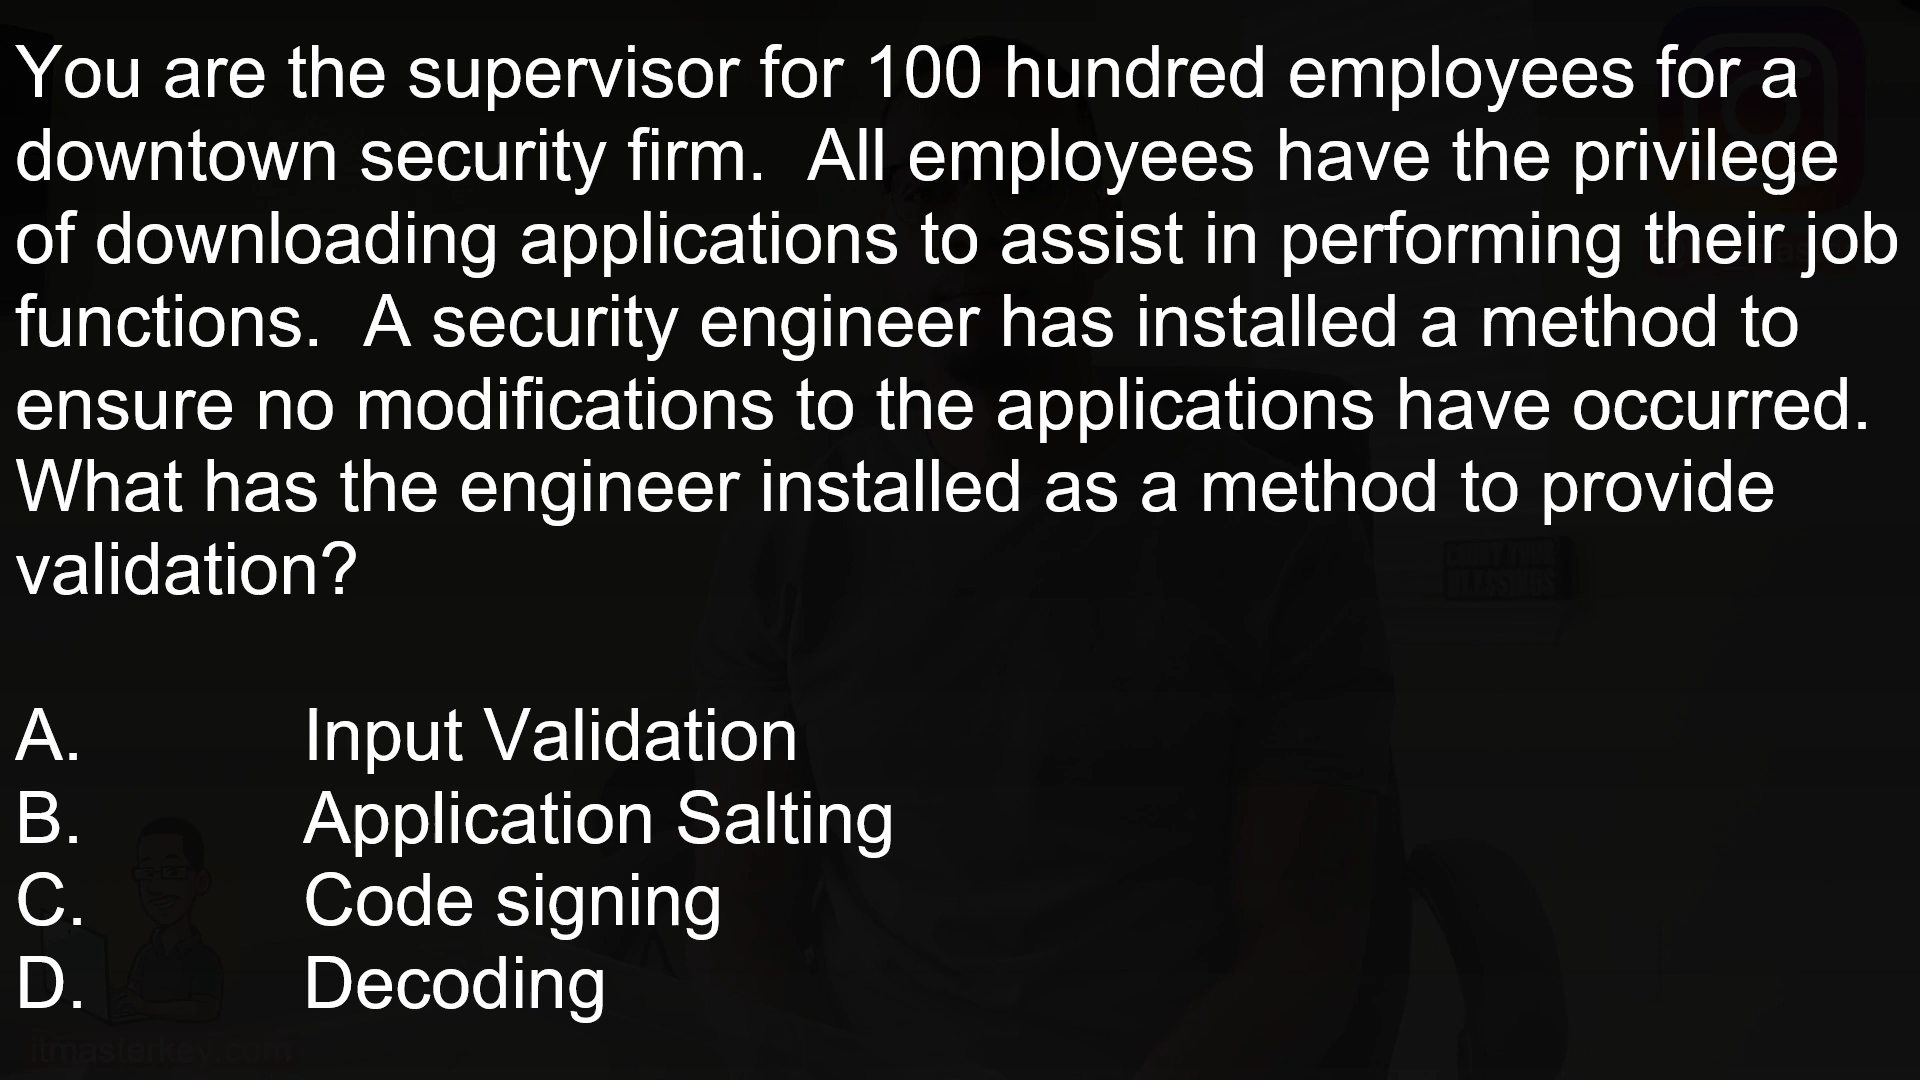 You are the supervisor for 100 hundred employees for a
downtown security firm.  All employees have the privilege
of downloading applications to assist in performing their job
functions.  A security engineer has installed a method to
ensure no modifications to the applications have occurred.
What has the engineer installed as a method to provide
validation?
A. Input Validation
B. Application Salting
C. Code signing
D. Decoding
itmasterkey.com